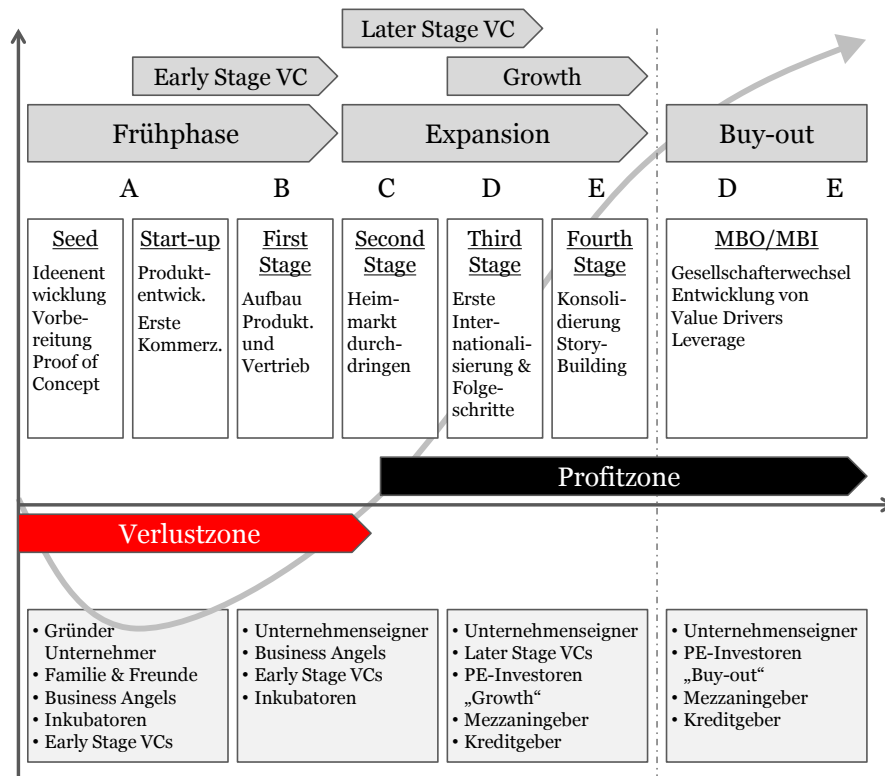 Later Stage VC
Early Stage VC
Growth
Frühphase
Expansion
Buy-out
A
B
C
D
E
D
E
Seed
Ideenent
wicklung
Vorbe-
reitung
Proof of
Concept
Start-up
Produkt-
entwick.
Erste
Kommerz.
First
Stage
Aufbau
Produkt.
und
Vertrieb
Second
Stage
Heim-
markt
durch-
dringen
Third
Stage
Erste
Inter-
nationali-
sierung &
Folge-
schritte
Fourth
Stage
Konsoli-
dierung
Story-
Building
MBO/MBI
Gesellschafterwechsel
Entwicklung von
Value Drivers
Leverage
Profitzone
Verlustzone
• Gründer
Unternehmer
• Familie & Freunde
• Business Angels
• Inkubatoren
• Early Stage VCs
• Unternehmenseigner
• Business Angels
• Early Stage VCs
• Inkubatoren
• Unternehmenseigner
• Later Stage VCs
• PE-Investoren
„Growth“
• Mezzaningeber
• Kreditgeber
• Unternehmenseigner
• PE-Investoren
„Buy-out“
• Mezzaningeber
• Kreditgeber